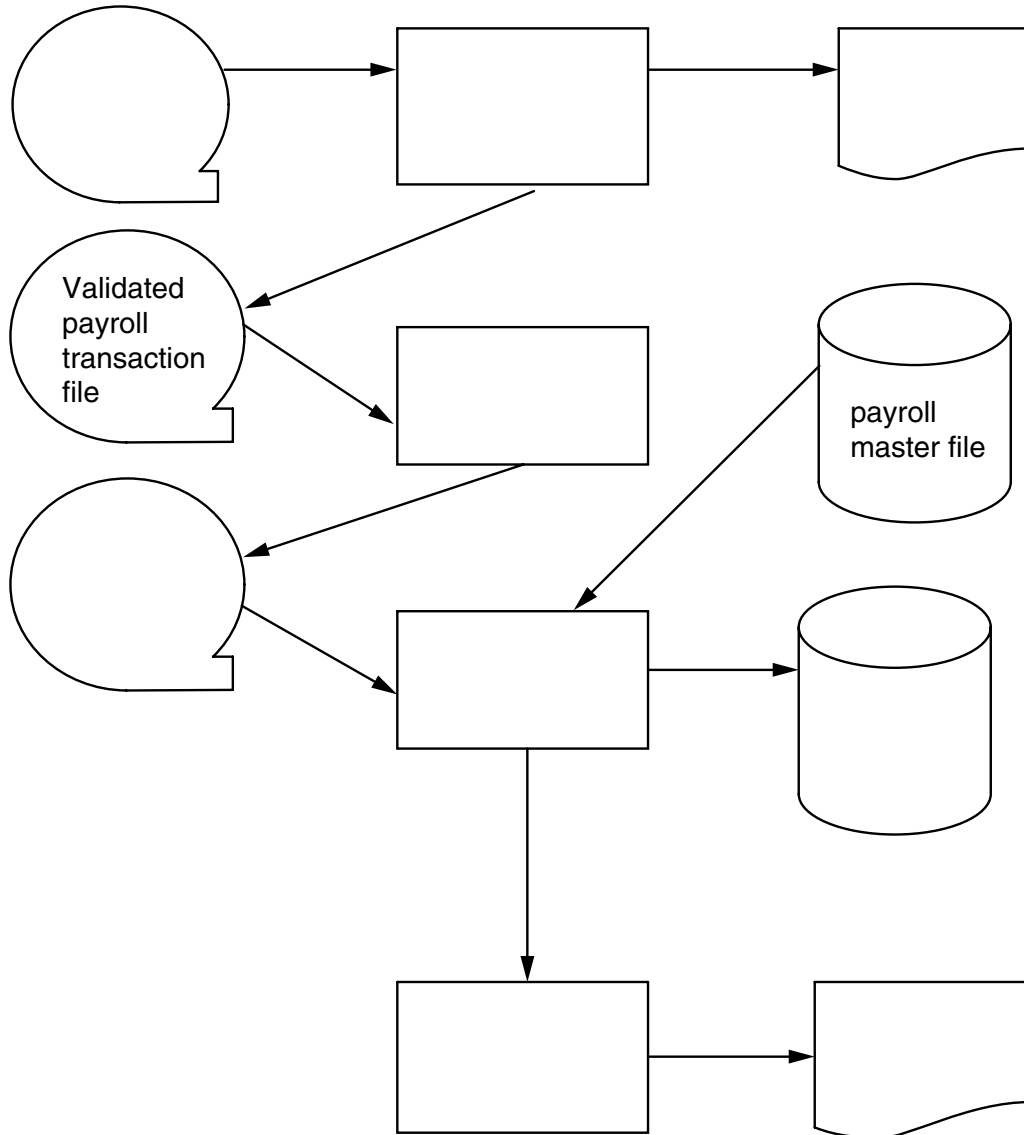 Validated
payroll
transaction
file
payroll
master file